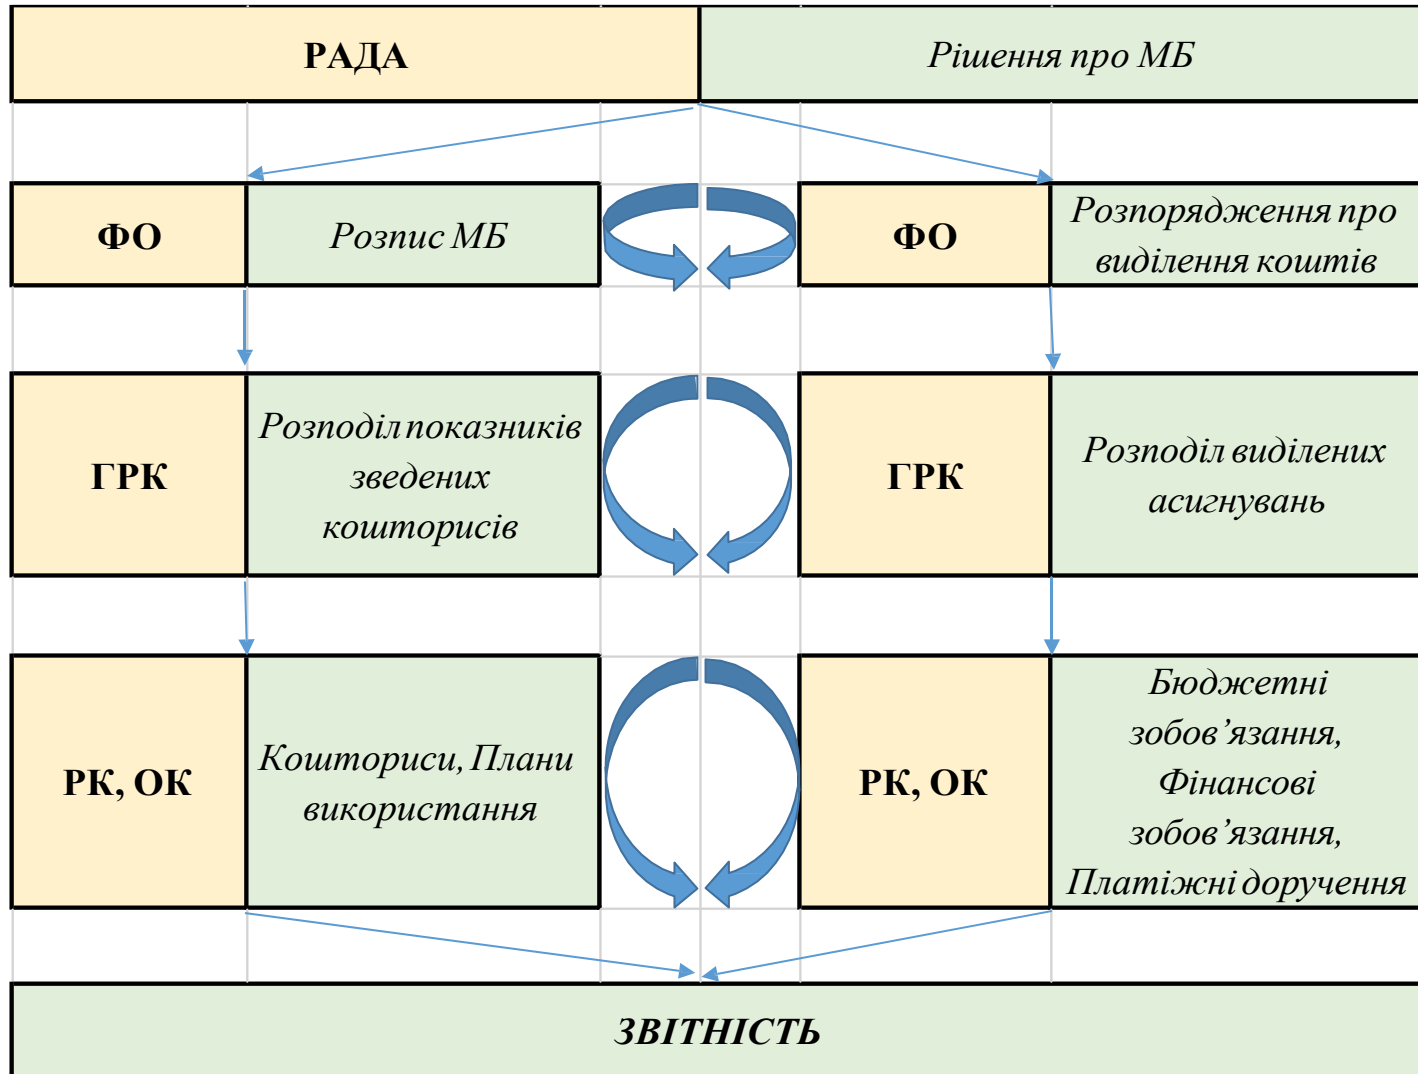 РАДА
Рішення про МБ
ФО
Розпис МБ
ФО
Розпорядження про
виділення коштів
ГРК
Розподіл показників
зведених
кошторисів
ГРК
Розподіл виділених
асигнувань
РК, ОК
Кошториси, Плани
використання
РК, ОК
Бюджетні
зобов’язання,
Фінансові
зобов’язання,
Платіжні доручення
ЗВІТНІСТЬ